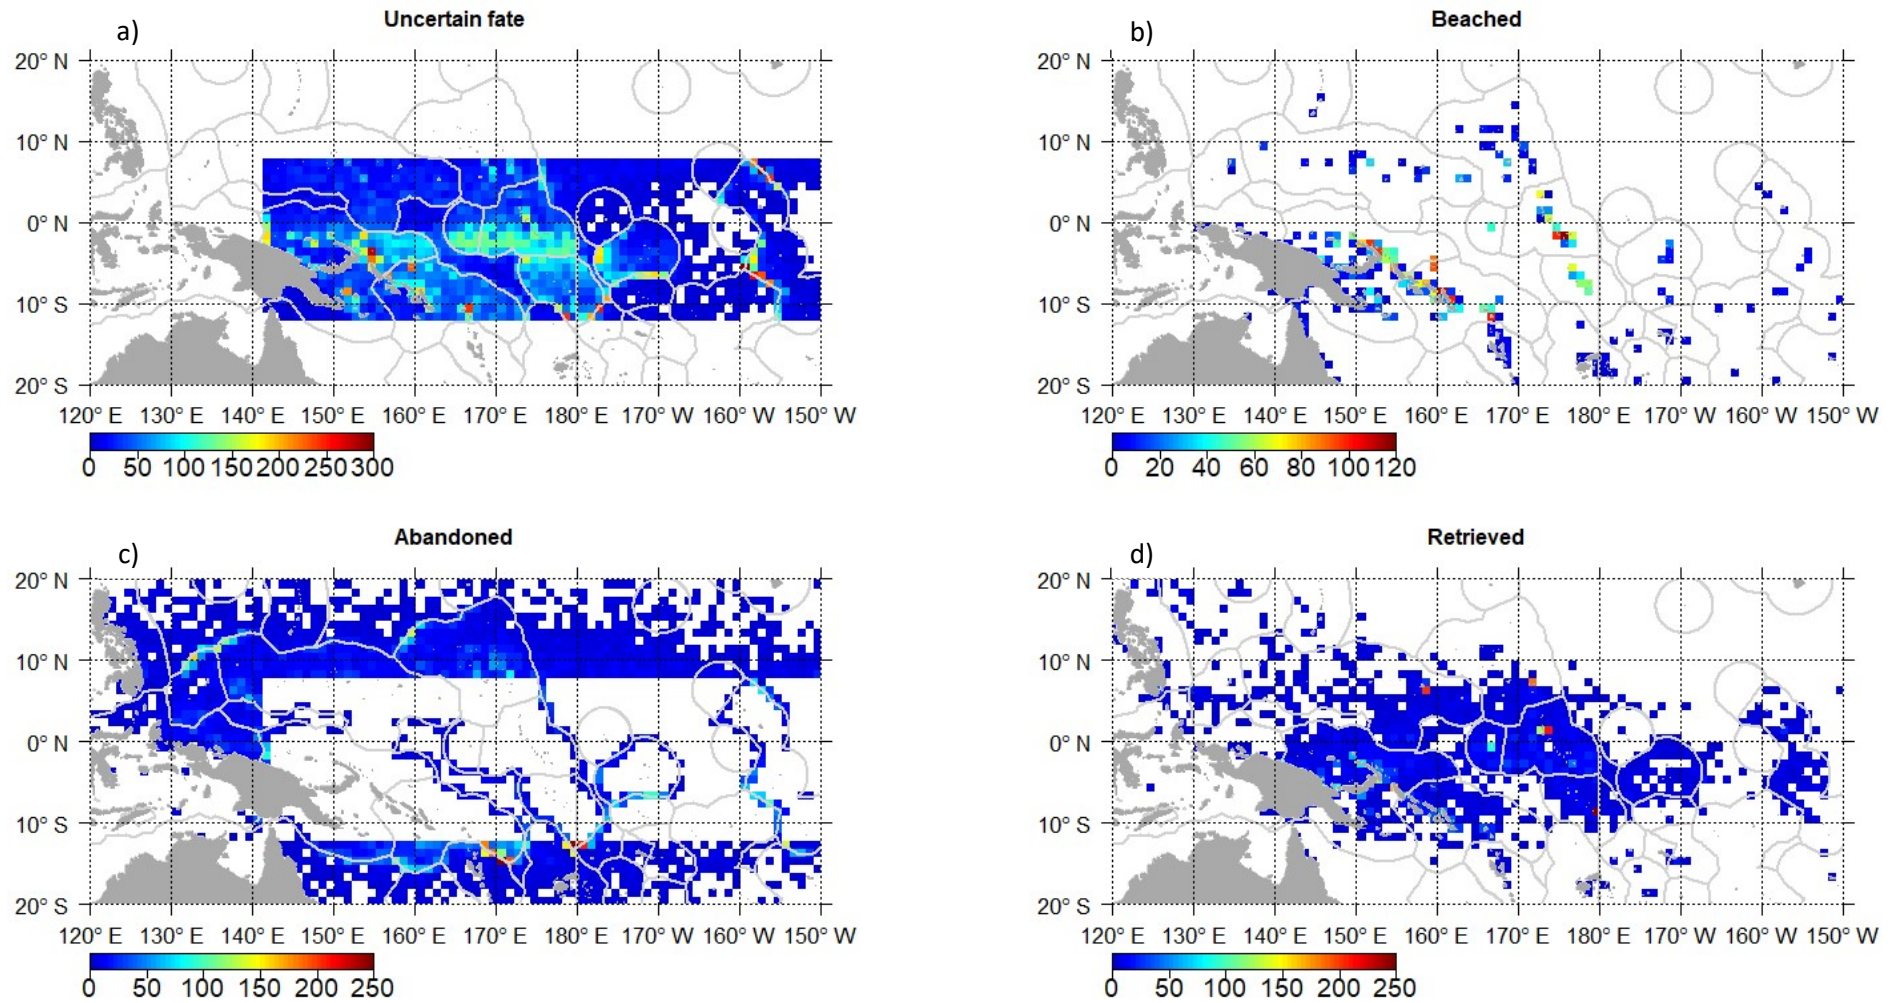 a)
Uncertain fate
20° N
10° N
0° N
10° S
20° S
120° E 130° E 140° E 150° E 160° E 170° E 180° E 170° W 160° W 150° W
0 50 100 150 200 250 300
b)
Beached
20° N
10° N
0° N
10° S
20° S
120° E 130° E 140° E 150° E 160° E 170° E 180° E 170° W 160° W 150° W
0 20 40 60 80 100 120
c)
Abandoned
20° N
10° N
0° N
10° S
20° S
120° E 130° E 140° E 150° E 160° E 170° E 180° E 170° W 160° W 150° W
0 50 100 150 200 250
d)
Retrieved
20° N
10° N
0° N
10° S
20° S
120° E 130° E 140° E 150° E 160° E 170° E 180° E 170° W 160° W 150° W
0 50 100 150 200 250